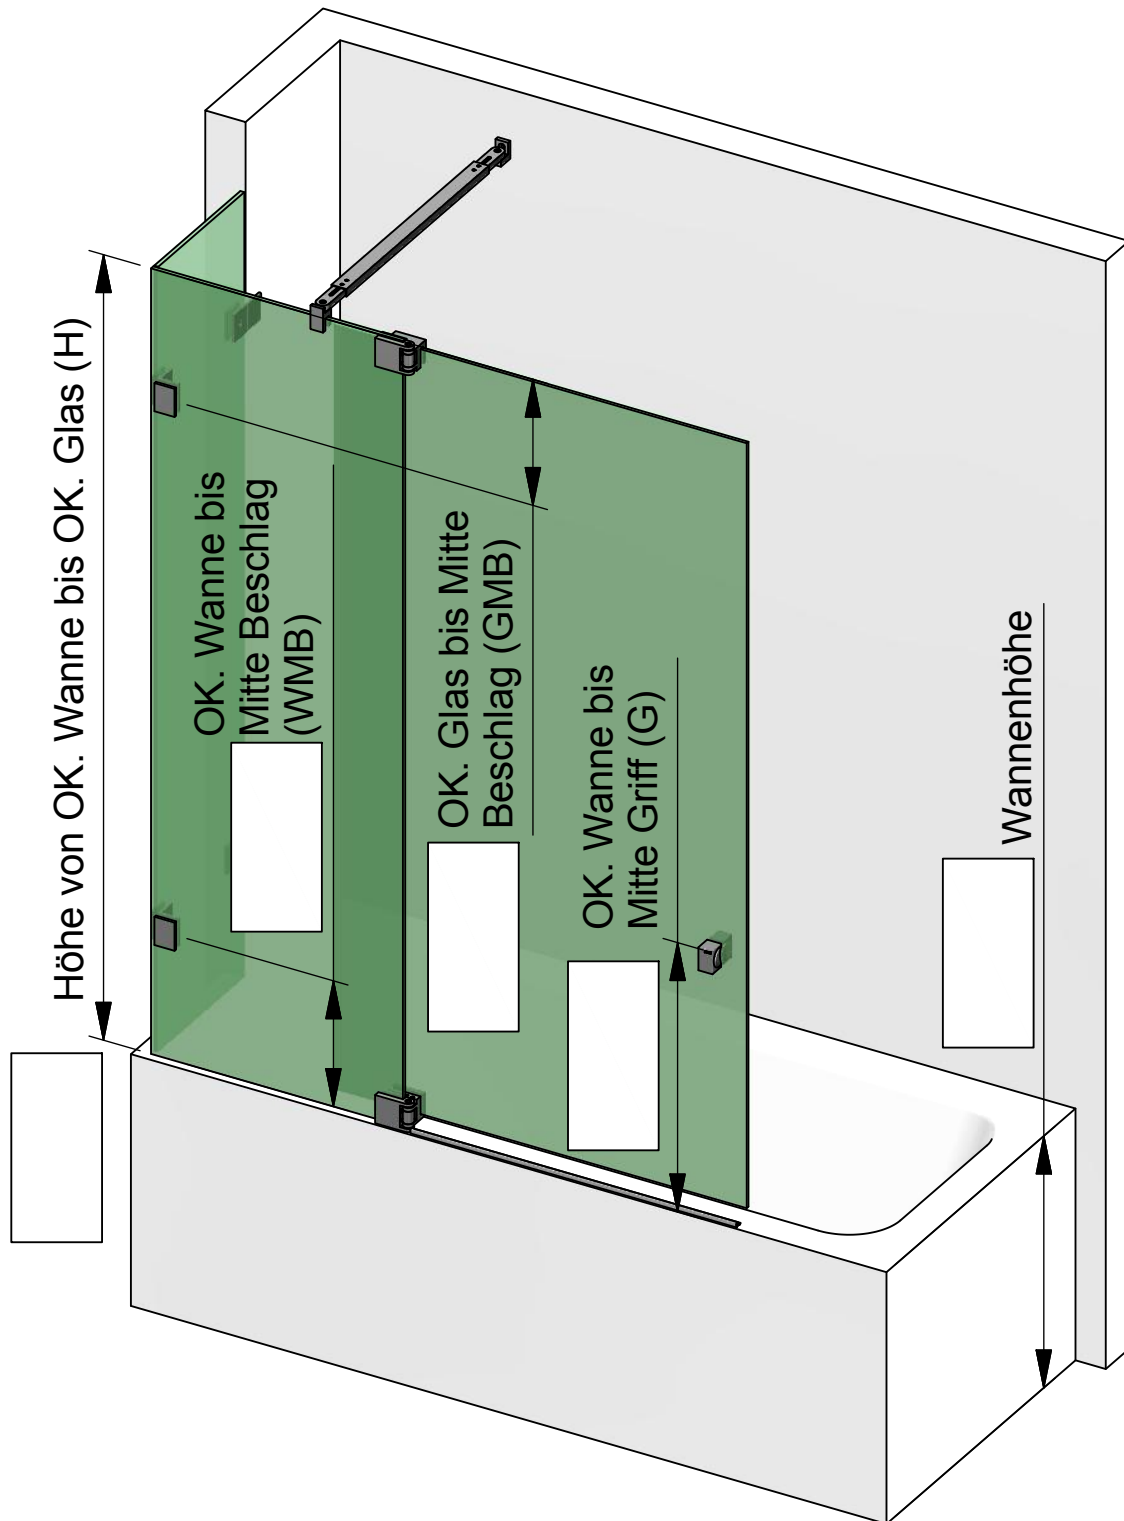 Höhe von OK. Wanne bis OK. Glas (H)
OK. Wanne bis
Mitte Beschlag
(WMB)
OK. Glas bis Mitte
Beschlag (GMB)
OK. Wanne bis
Mitte Griff (G)
Wannenhöhe